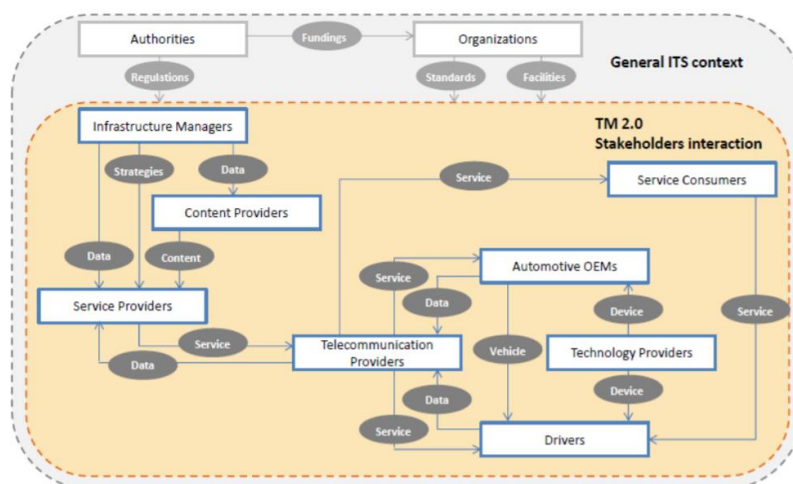 Authorities
Fundings
Organizations
General ITS context
Regulations
Standards
Facilities
Infrastructure Managers
TM 2.0
Stakeholders interaction
Strategies
Data
Service
Service Consumers
Content Providers
Data
Content
Service
Automotive OEMs
Service Providers
Data
Device
Service
Service
Telecommunication
Providers
Vehicle
Technology Providers
Data
Data
Device
Service
Drivers